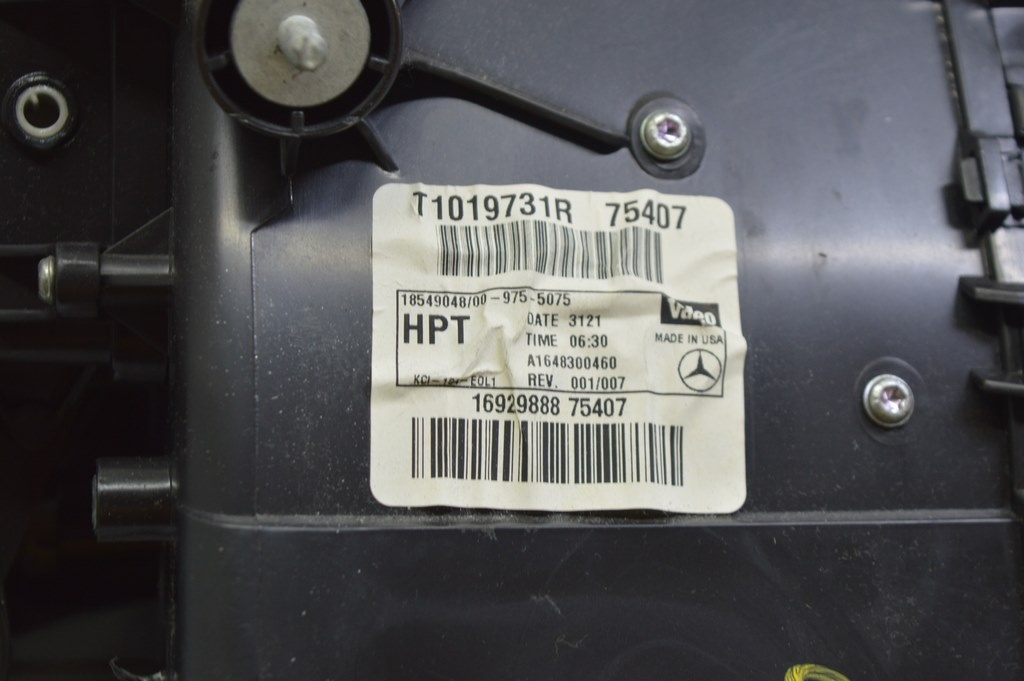 T1019731R 75407
18549048/00-975-5075
Valeo
HPT
DATE 3121
TIME 06:30
MADE IN USA
A1648300460
REV. 001/007
16929888 75407